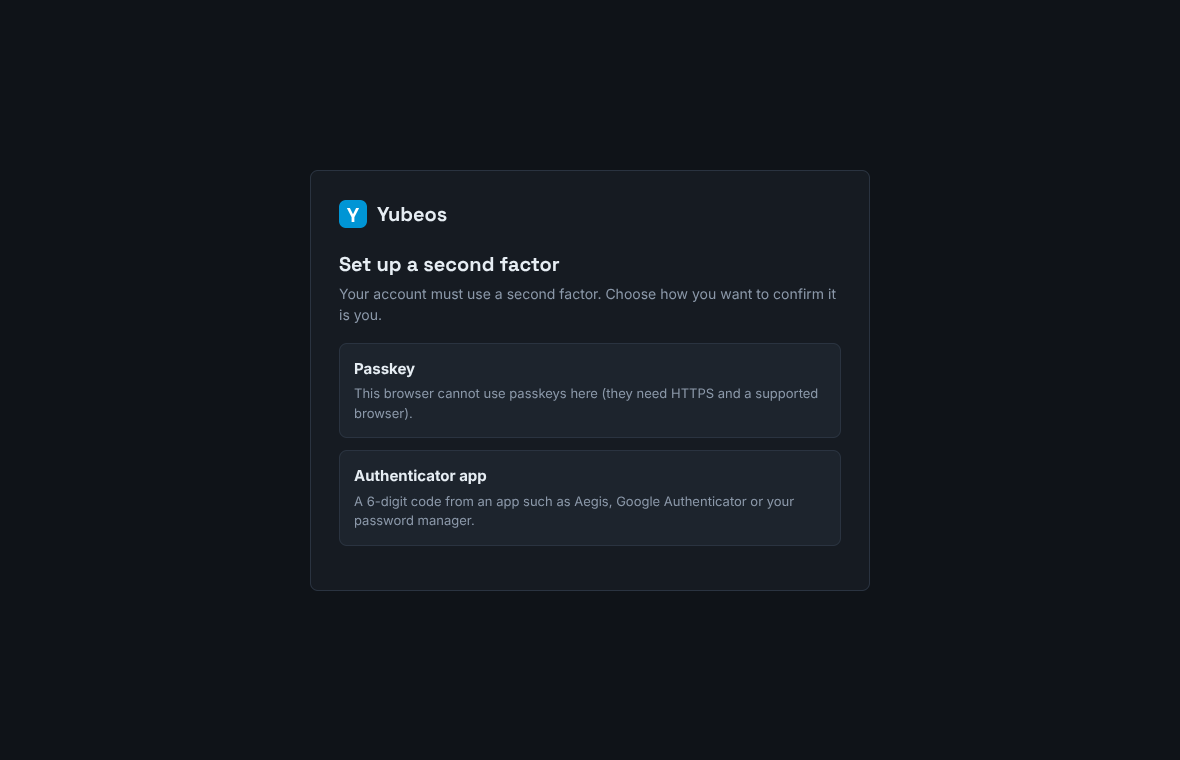 Y Yubeos
Set up a second factor
Your account must use a second factor. Choose how you want to confirm it
is you.
Passkey
This browser cannot use passkeys here (they need HTTPS and a supported
browser).
Authenticator app
A 6-digit code from an app such as Aegis, Google Authenticator or your
password manager.